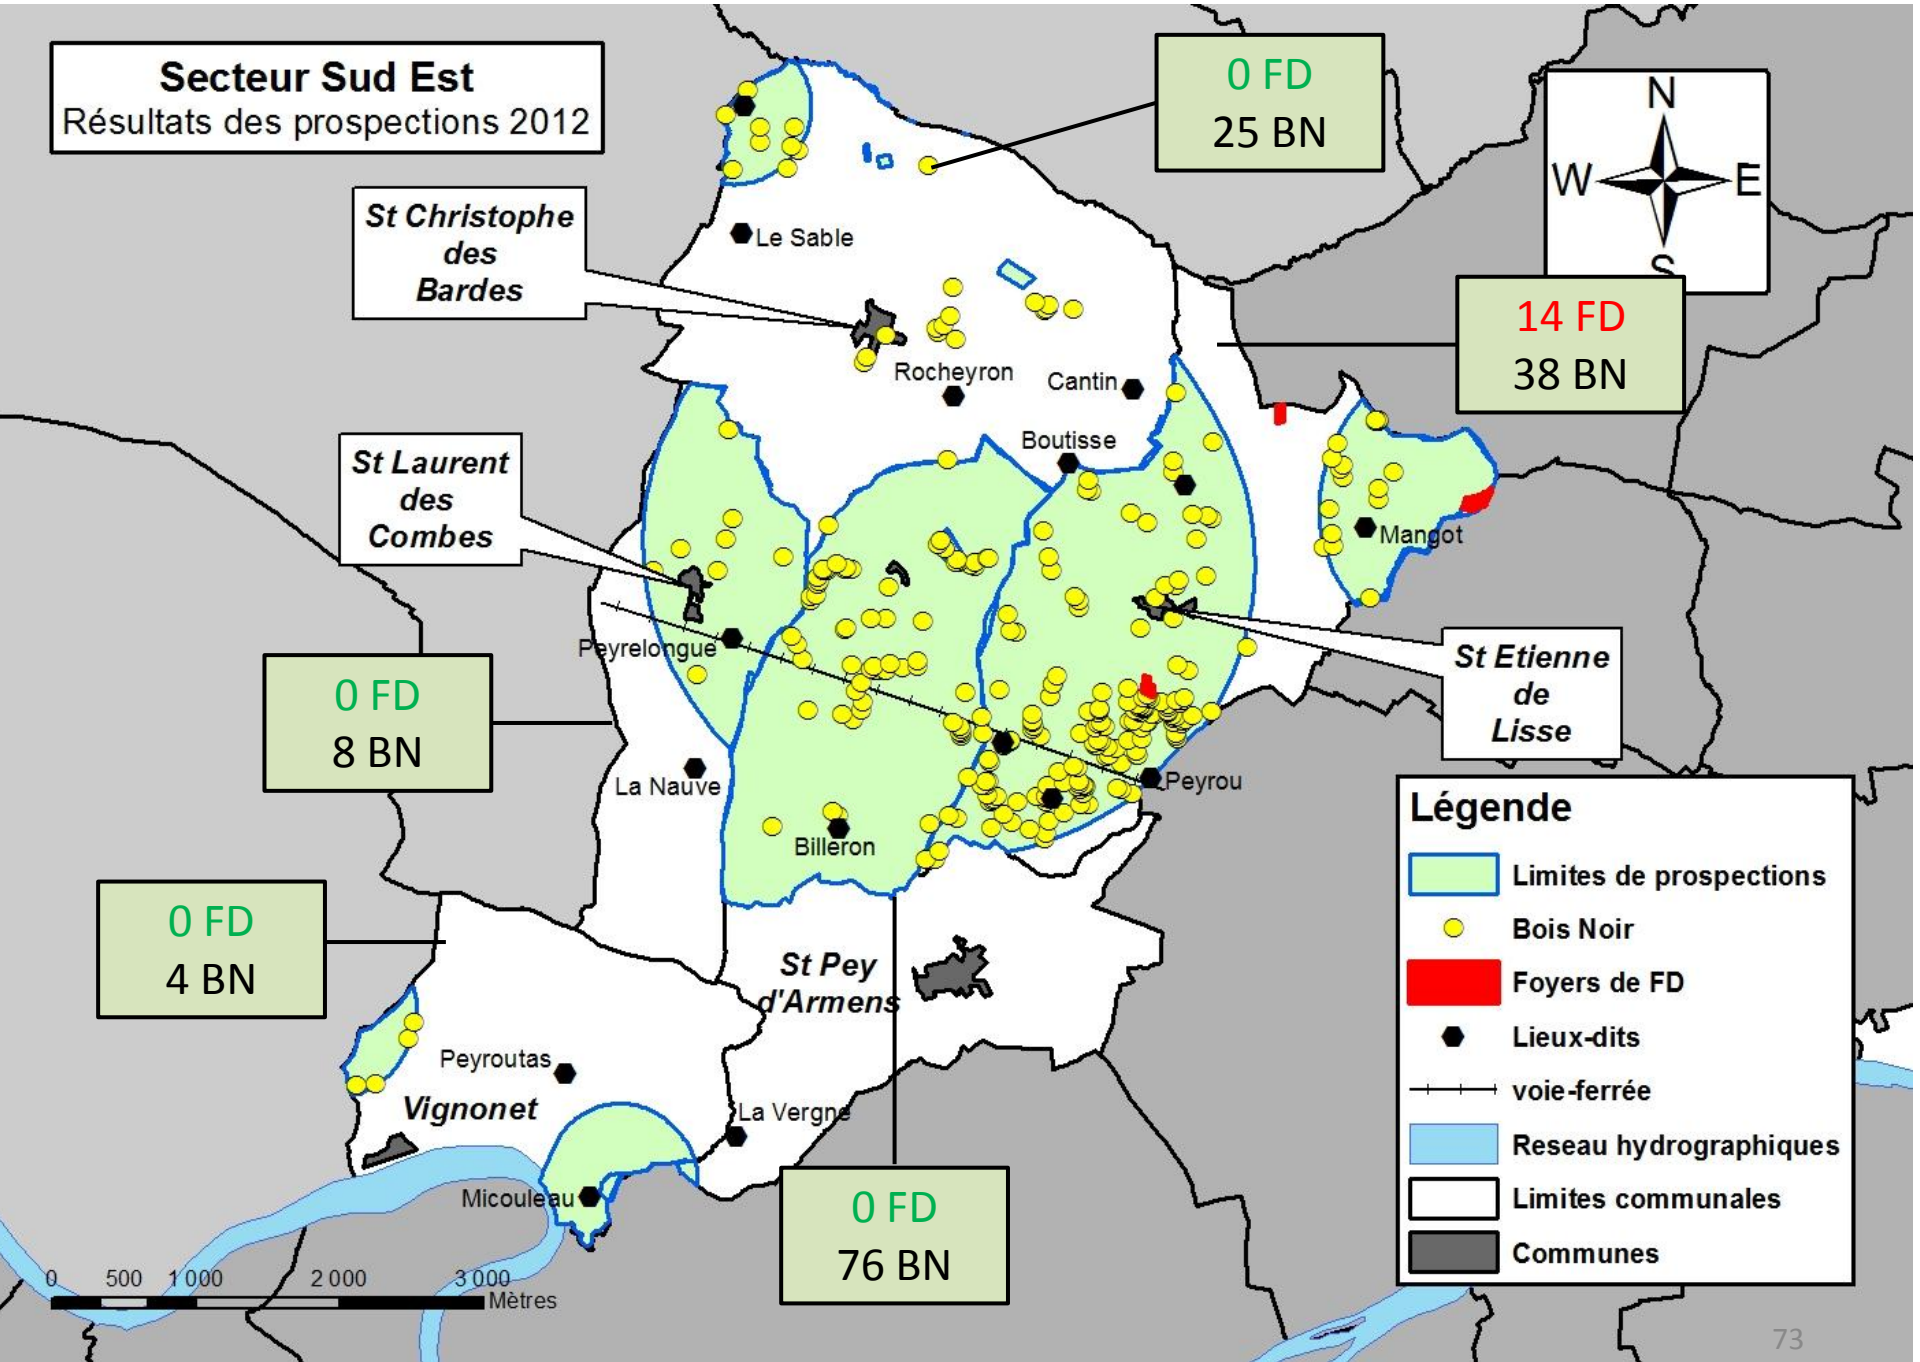 Secteur Sud Est
Résultats des prospections 2012
0 FD
25 BN
N
W
E
S
St Christophe
des
Bardes
Le Sable
14 FD
38 BN
Rocheyron
Cantin
Boutisse
St Laurent
des
Combes
Mangot
Peyrelongue
St Etienne
de
Lisse
0 FD
8 BN
La Nauve
Peyrou
Billeron
Légende
Limites de prospections
Bois Noir
Foyers de FD
Lieux-dits
voie-ferrée
Reseau hydrographiques
Limites communales
Communes
0 FD
4 BN
St Pey
d'Armens
Peyroutas
Vignonet
La Vergne
Micouleau
0 FD
76 BN
0 500 1 000 2 000 3 000
Mètres
73